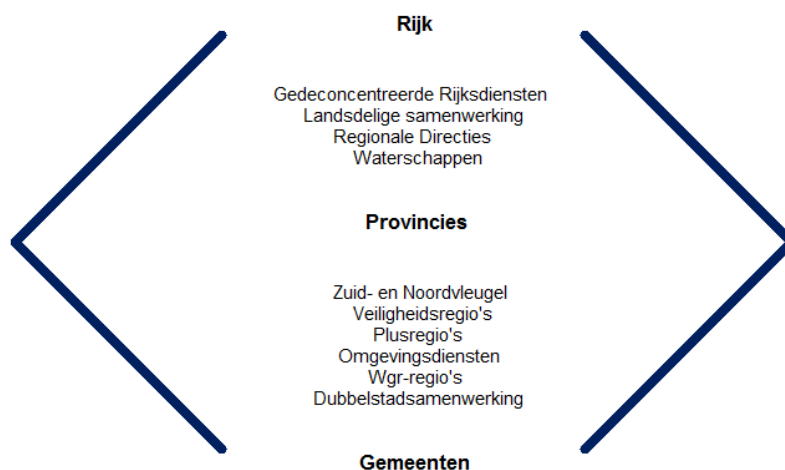 Rijk
Gedeconcentreerde Rijksdiensten
Landsdelige samenwerking
Regionale Directies
Waterschappen
Provincies
Zuid- en Noordvleugel
Veiligheidsregio's
Plusregio's
Omgevingsdiensten
Wgr-regio's
Dubbelstadsamenwerking
Gemeenten